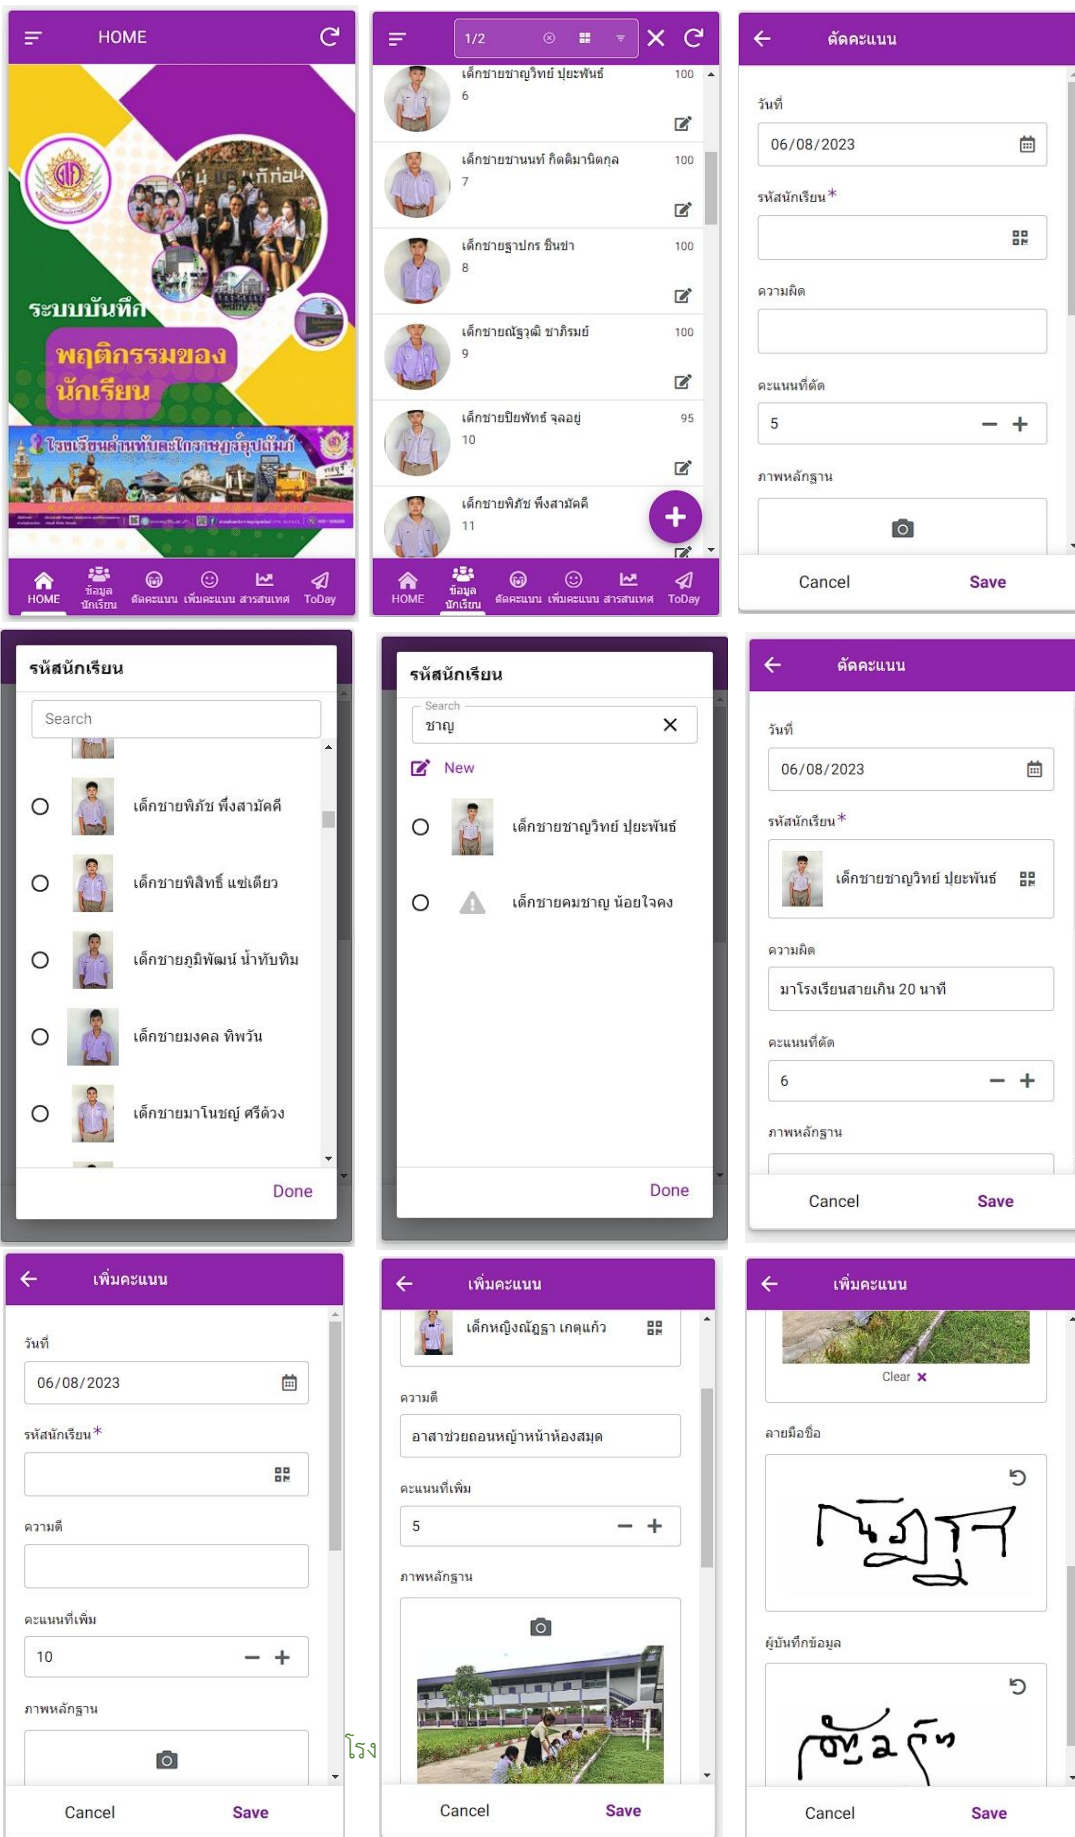 HOME
ระบบบันทึก
พฤติกรรมของ
นักเรียน
โรงเรียนด่านทับตะโกราษฎร์อุปถัมภ์
HOME
ข้อมูลนักเรียน
ตัดคะแนน
เพิ่มคะแนน
สารสนเทศ
ToDay
1/2
เด็กชายชาญวิทย์ ปุยะพันธ์
100
6
เด็กชายชานนท์ กิตติมานิตกุล
100
7
เด็กชายฐาปกร ชื่นช่า
100
8
เด็กชายณัฐวุฒิ ชาภิรมย์
100
9
เด็กชายปิยพัทธ์ จุลอยู่
95
10
เด็กชายพิภัช พึ่งสามัคคี
11
HOME
ข้อมูลนักเรียน
ตัดคะแนน
เพิ่มคะแนน
สารสนเทศ
ToDay
ตัดคะแนน
วันที่
06/08/2023
รหัสนักเรียน*
ความผิด
คะแนนที่ตัด
5
ภาพหลักฐาน
Cancel Save
รหัสนักเรียน
Search
เด็กชายพิภัช พึ่งสามัคคี
เด็กชายพิสิทธิ์ แซ่เตียว
เด็กชายภูมิพัฒน์ น้ำทับทิม
เด็กชายมงคล ทิพวัน
เด็กชายมาโนชญ์ ศรีด้วง
Done
รหัสนักเรียน
Search
ชาญ
New
เด็กชายชาญวิทย์ ปุยะพันธ์
เด็กชายคมชาญ น้อยใจคง
Done
ตัดคะแนน
วันที่
06/08/2023
รหัสนักเรียน*
เด็กชายชาญวิทย์ ปุยะพันธ์
ความผิด
มาโรงเรียนสายเกิน 20 นาที
คะแนนที่ตัด
6
ภาพหลักฐาน
Cancel Save
เพิ่มคะแนน
วันที่
06/08/2023
รหัสนักเรียน*
ความดี
คะแนนที่เพิ่ม
10
ภาพหลักฐาน
Cancel Save
โรง
เพิ่มคะแนน
เด็กหญิงณัฎฐา เกตุแก้ว
ความดี
อาสาช่วยถอนหญ้าหน้าห้องสมุด
คะแนนที่เพิ่ม
5
ภาพหลักฐาน
Cancel Save
เพิ่มคะแนน
Clear
ลายมือชื่อ
ผู้บันทึกข้อมูล
Cancel Save